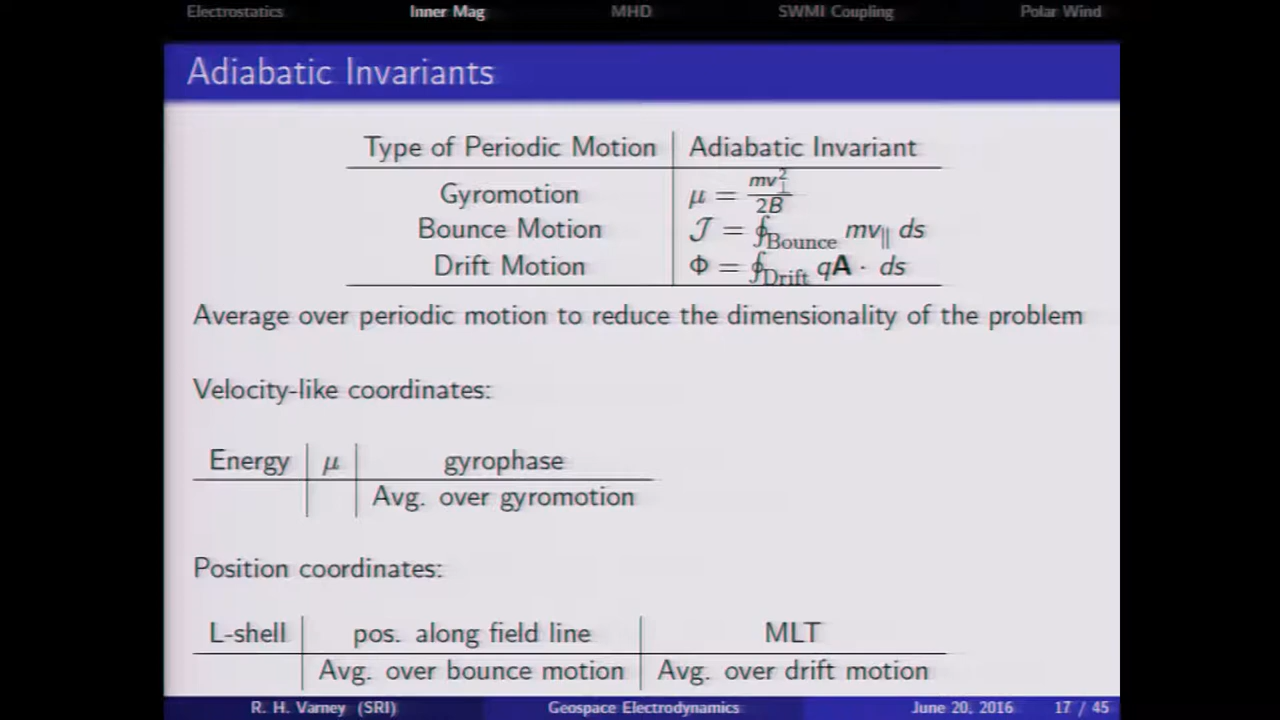 Electrostatics Inner Mag MHD SWMI Coupling Polar Wind
Adiabatic Invariants
Type of Periodic Motion Adiabatic Invariant
Gyromotion μ = mv⊥²/2B
Bounce Motion 𝒥 = ∮Bounce mv∥ ds
Drift Motion Φ = ∮Drift q𝐀 · ds
Average over periodic motion to reduce the dimensionality of the problem
Velocity-like coordinates:
Energy μ gyrophase
Avg. over gyromotion
Position coordinates:
L-shell pos. along field line MLT
Avg. over bounce motion Avg. over drift motion
R. H. Varney (SRI) Geospace Electrodynamics June 20, 2016 17 / 45